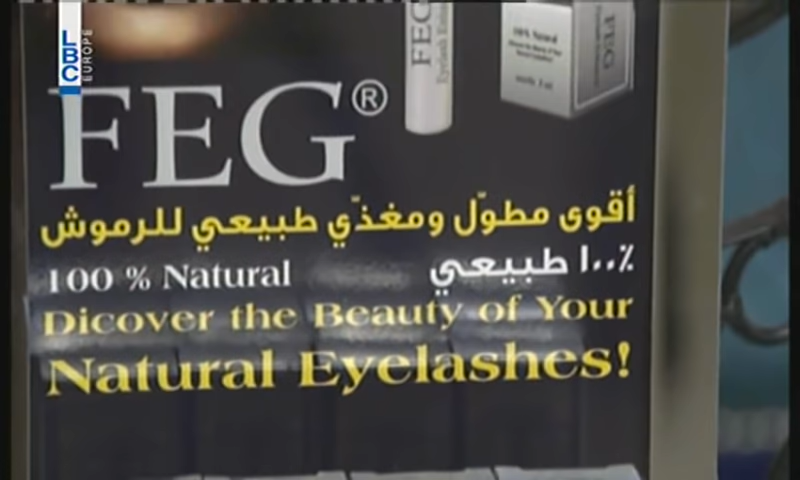 LBC
EUROPE
FEG
FEG®
أقوى مطوّل ومغذّي طبيعي للرموش
100 % Natural
١٠٠٪ طبيعي
Dicover the Beauty of Your
Natural Eyelashes!